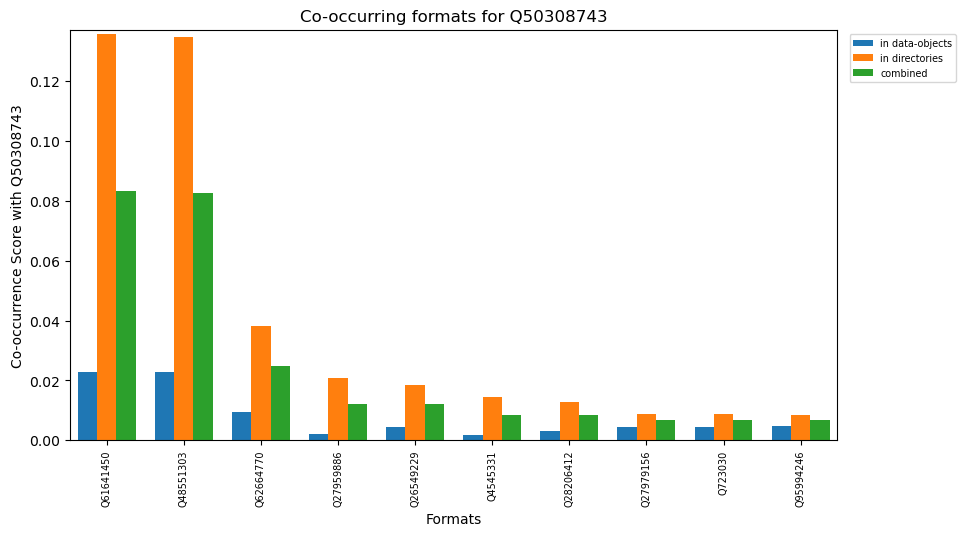 Co-occurring formats for Q50308743
in data-objects
in directories
combined
Co-occurrence Score with Q50308743
0.12
0.10
0.08
0.06
0.04
0.02
0.00
Q61641450
Q48551303
Q62664770
Q27959886
Q26549229
Q4545331
Q28206412
Q27979156
Q723030
Q95994246
Formats